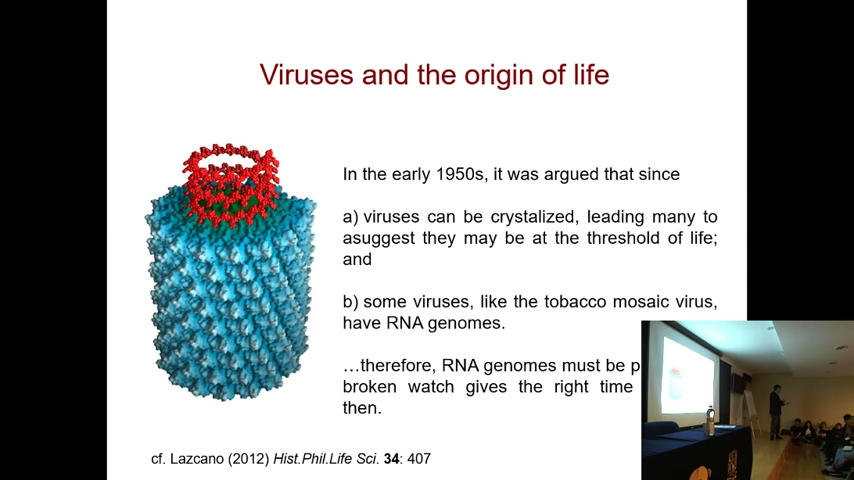 Viruses and the origin of life
In the early 1950s, it was argued that since
a) viruses can be crystalized, leading many to
asuggest they may be at the threshold of life;
and
b) some viruses, like the tobacco mosaic virus,
have RNA genomes.
…therefore, RNA genomes must be p
broken watch gives the right time
then.
cf. Lazcano (2012) Hist.Phil.Life Sci. 34: 407